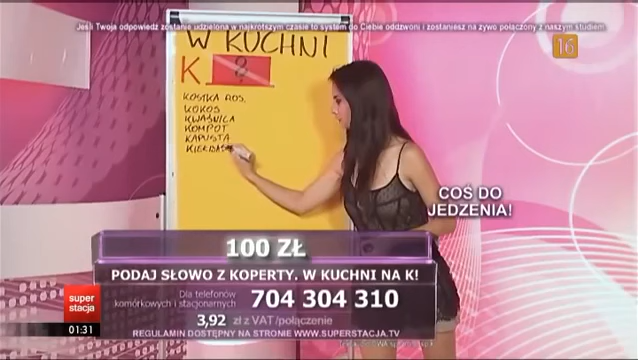 Jeśli Twoja odpowiedź zostanie udzielona w najkrótszym czasie to system do Ciebie oddzwoni i zostaniesz na żywo połączony z naszym studiem.
16
W KUCHNI
K ?
KOSTKA ROS.
KOKOS
KWAŚNICA
KOMPOT
KAPUSTA
KIEŁBAS
COŚ DO
JEDZENIA!
100 ZŁ
PODAJ SŁOWO Z KOPERTY. W KUCHNI NA K!
Dla telefonów
komórkowych i stacjonarnych
704 304 310
3,92 zł z VAT/połączenie
REGULAMIN DOSTĘPNY NA STRONIE WWW.SUPERSTACJA.TV
super
stacja
01:31